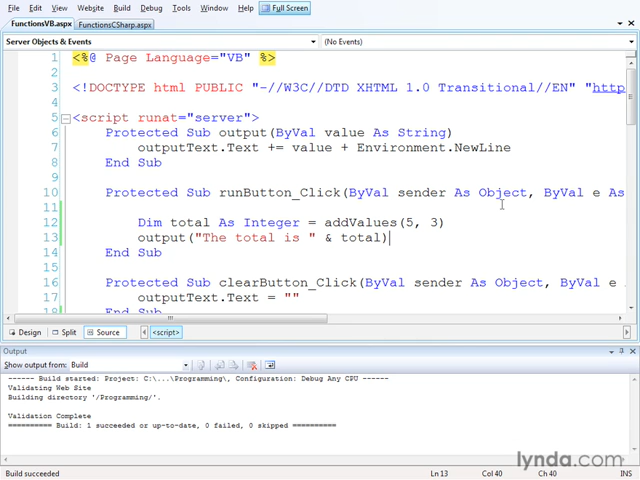 File Edit View Website Build Debug Data Tools Window Help Full Screen
FunctionsVB.aspx FunctionsCSharp.aspx
Server Objects & Events (No Events)
1 <%@ Page Language="VB" %>
2
3 <!DOCTYPE html PUBLIC "-//W3C//DTD XHTML 1.0 Transitional//EN" "http
4
5 <script runat="server">
6 Protected Sub output(ByVal value As String)
7 outputText.Text += value + Environment.NewLine
8 End Sub
9
10 Protected Sub runButton_Click(ByVal sender As Object, ByVal e As
11
12 Dim total As Integer = addValues(5, 3)
13 output("The total is " & total)
14 End Sub
15
16 Protected Sub clearButton_Click(ByVal sender As Object, ByVal e A
17 outputText.Text = ""
18 End Sub
Design Split Source <script>
Output
Show output from: Build
------ Build started: Project: C:\...\Programming\, Configuration: Debug Any CPU ------
Validating Web Site
Building directory '/Programming/'.
Validation Complete
========== Build: 1 succeeded or up-to-date, 0 failed, 0 skipped ==========
lynda.com
Build succeeded Ln 13 Col 40 Ch 40 INS